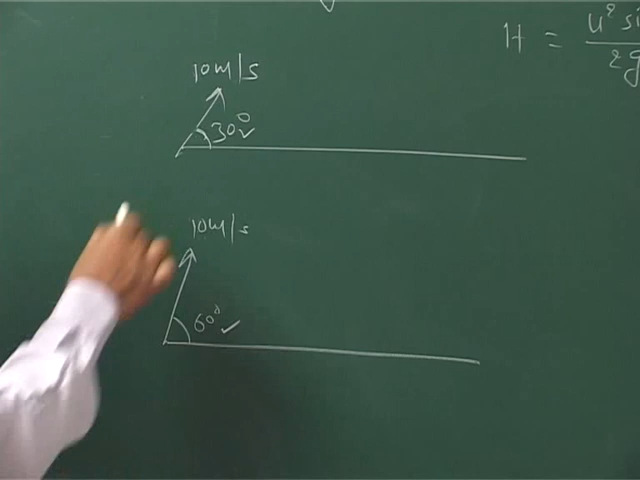 H = u² si / 2g
10m/s
30°
10m/s
60°